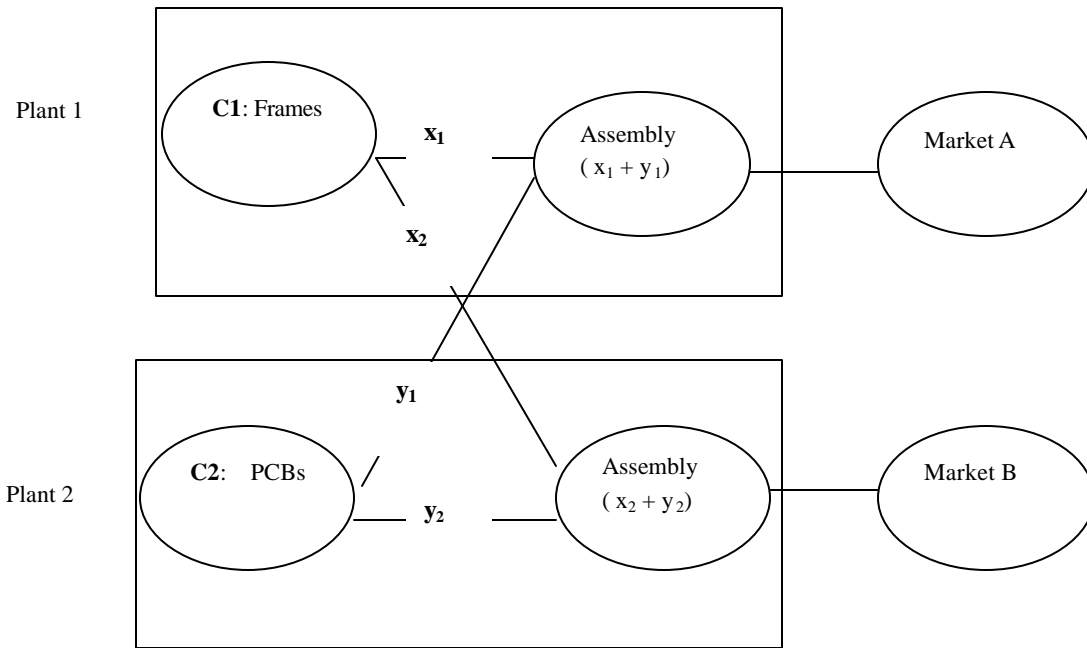 Plant 1
C1: Frames
x₁
x₂
Assembly
( x₁ + y₁)
Market A
Plant 2
C2: PCBs
y₁
y₂
Assembly
( x₂ + y₂)
Market B